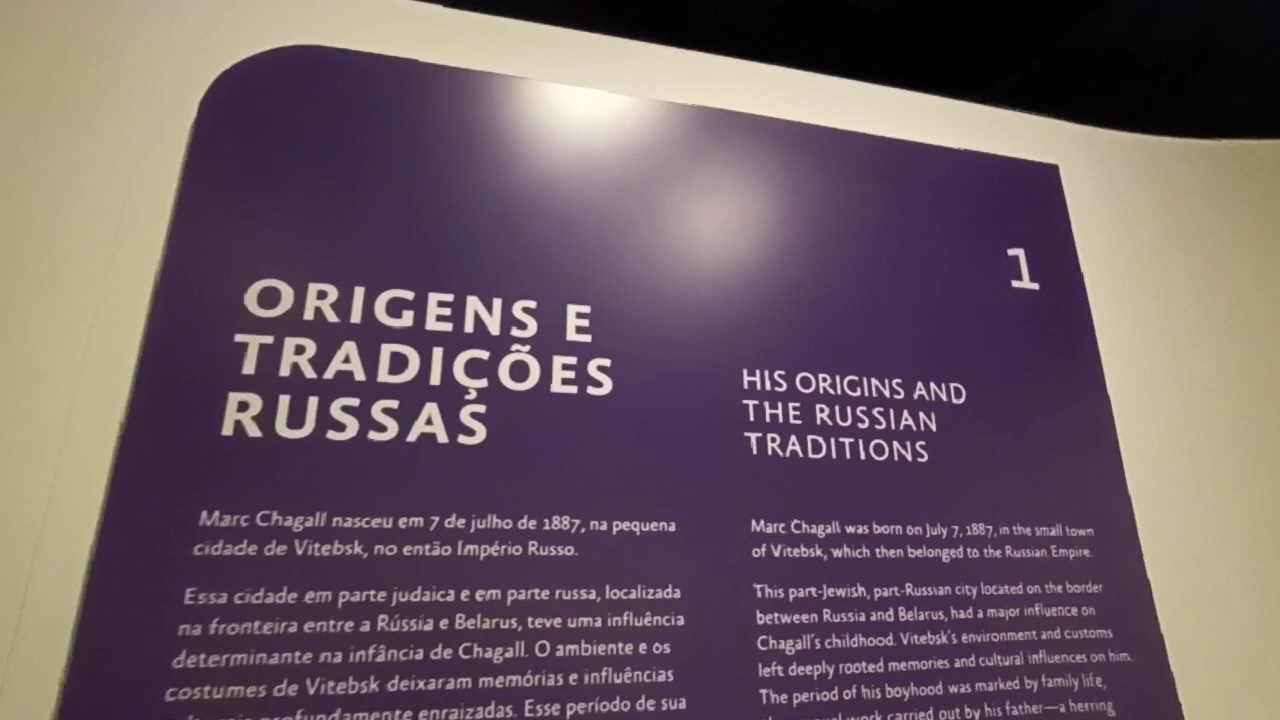 ORIGENS E
TRADIÇÕES
RUSSAS
Marc Chagall nasceu em 7 de julho de 1887, na pequena
cidade de Vitebsk, no então Império Russo.
Essa cidade em parte judaica e em parte russa, localizada
na fronteira entre a Rússia e Belarus, teve uma influência
determinante na infância de Chagall. O ambiente e os
costumes de Vitebsk deixaram memórias e influências
profundamente enraizadas. Esse período de sua
1
HIS ORIGINS AND
THE RUSSIAN
TRADITIONS
Marc Chagall was born on July 7, 1887, in the small town
of Vitebsk, which then belonged to the Russian Empire.
This part-Jewish, part-Russian city located on the border
between Russia and Belarus, had a major influence on
Chagall's childhood. Vitebsk's environment and customs
left deeply rooted memories and cultural influences on him.
The period of his boyhood was marked by family life,
work carried out by his father—a herring